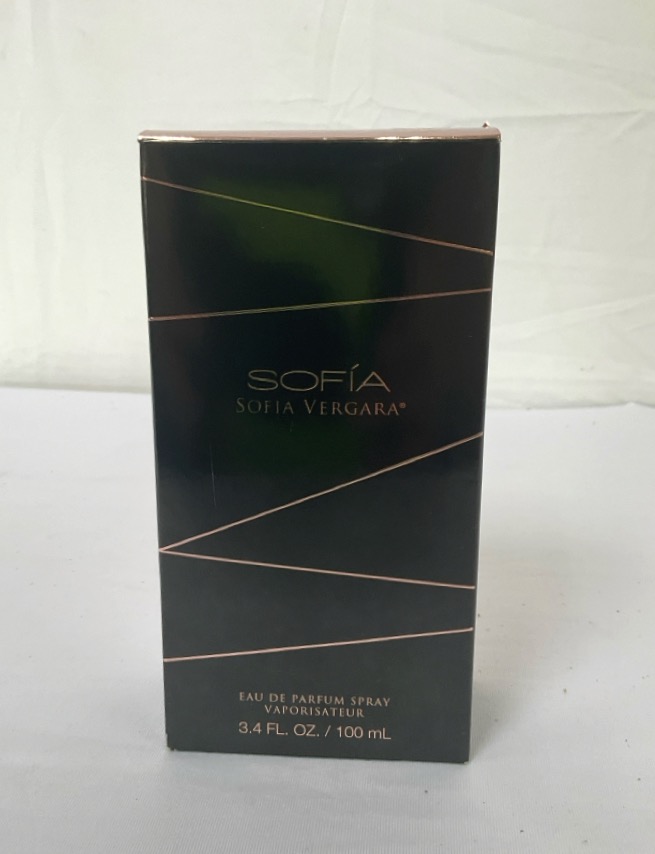 SOFÍA
SOFIA VERGARA®
EAU DE PARFUM SPRAY
VAPORISATEUR
3.4 FL. OZ. / 100 mL